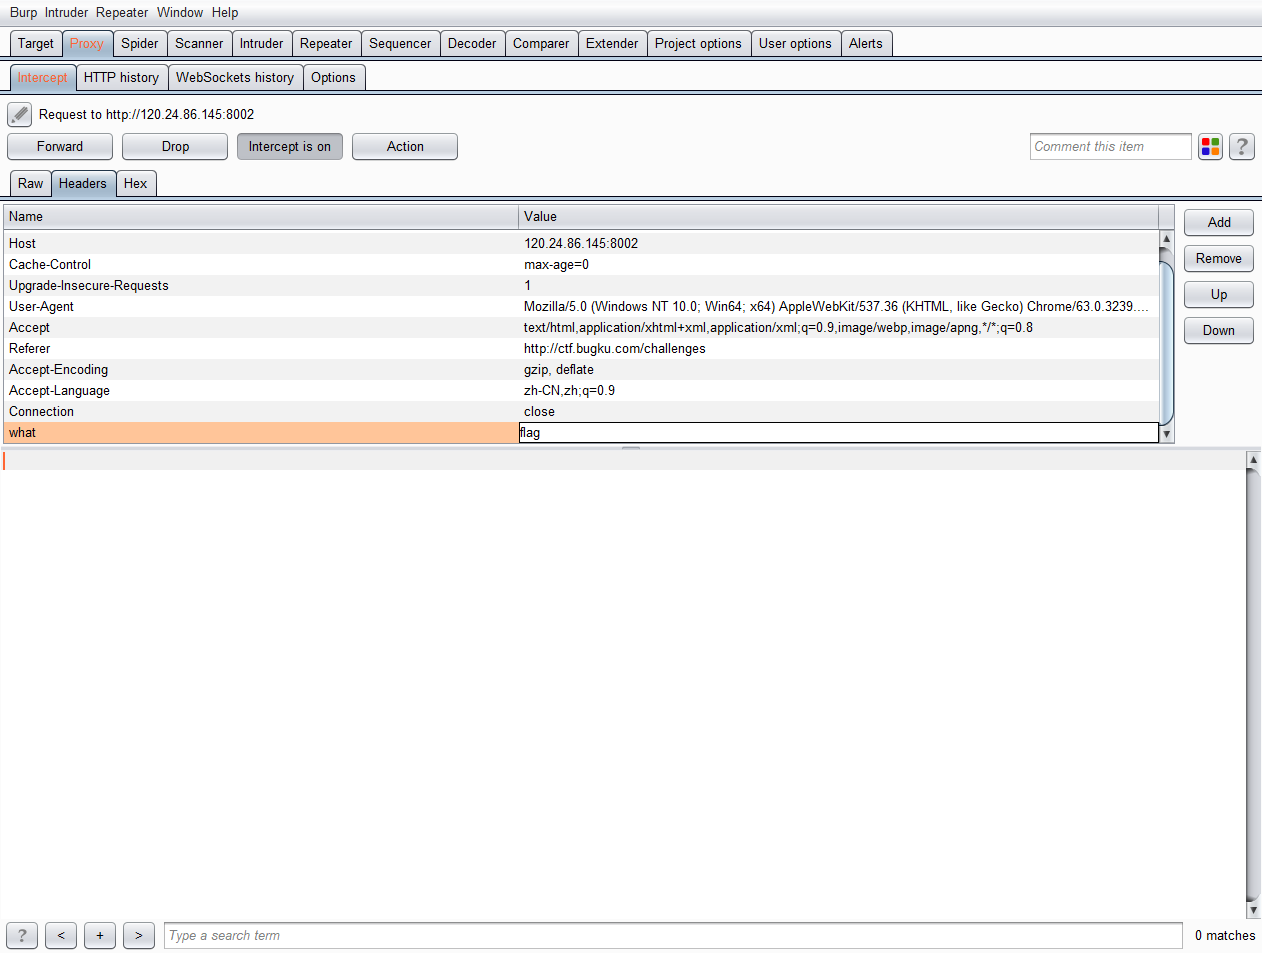 Burp Intruder Repeater Window Help
Target Proxy Spider Scanner Intruder Repeater Sequencer Decoder Comparer Extender Project options User options Alerts
Intercept HTTP history WebSockets history Options
Request to http://120.24.86.145:8002
Forward Drop Intercept is on Action Comment this item ?
Raw Headers Hex
Name Value
Host 120.24.86.145:8002
Cache-Control max-age=0
Upgrade-Insecure-Requests 1
User-Agent Mozilla/5.0 (Windows NT 10.0; Win64; x64) AppleWebKit/537.36 (KHTML, like Gecko) Chrome/63.0.3239....
Accept text/html,application/xhtml+xml,application/xml;q=0.9,image/webp,image/apng,*/*;q=0.8
Referer http://ctf.bugku.com/challenges
Accept-Encoding gzip, deflate
Accept-Language zh-CN,zh;q=0.9
Connection close
what flag
Add
Remove
Up
Down
? < + > Type a search term 0 matches